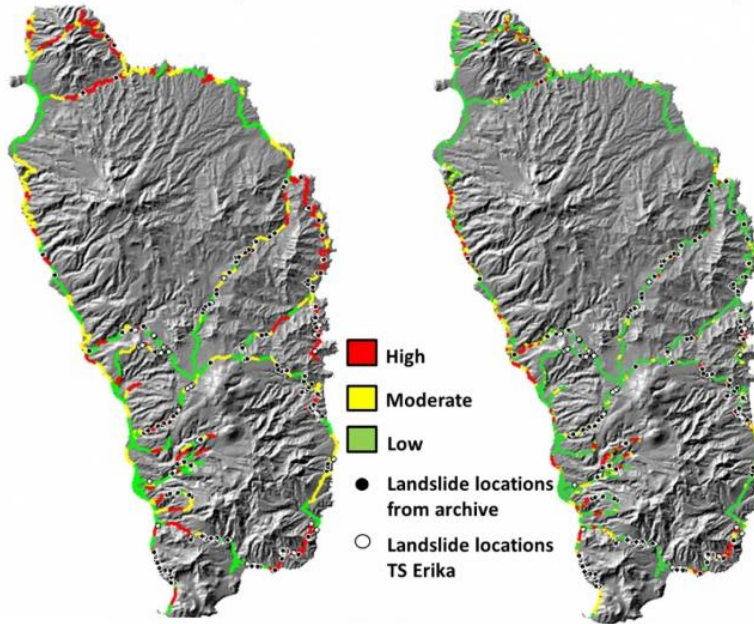 High
Moderate
Low
Landslide locations
from archive
Landslide locations
TS Erika